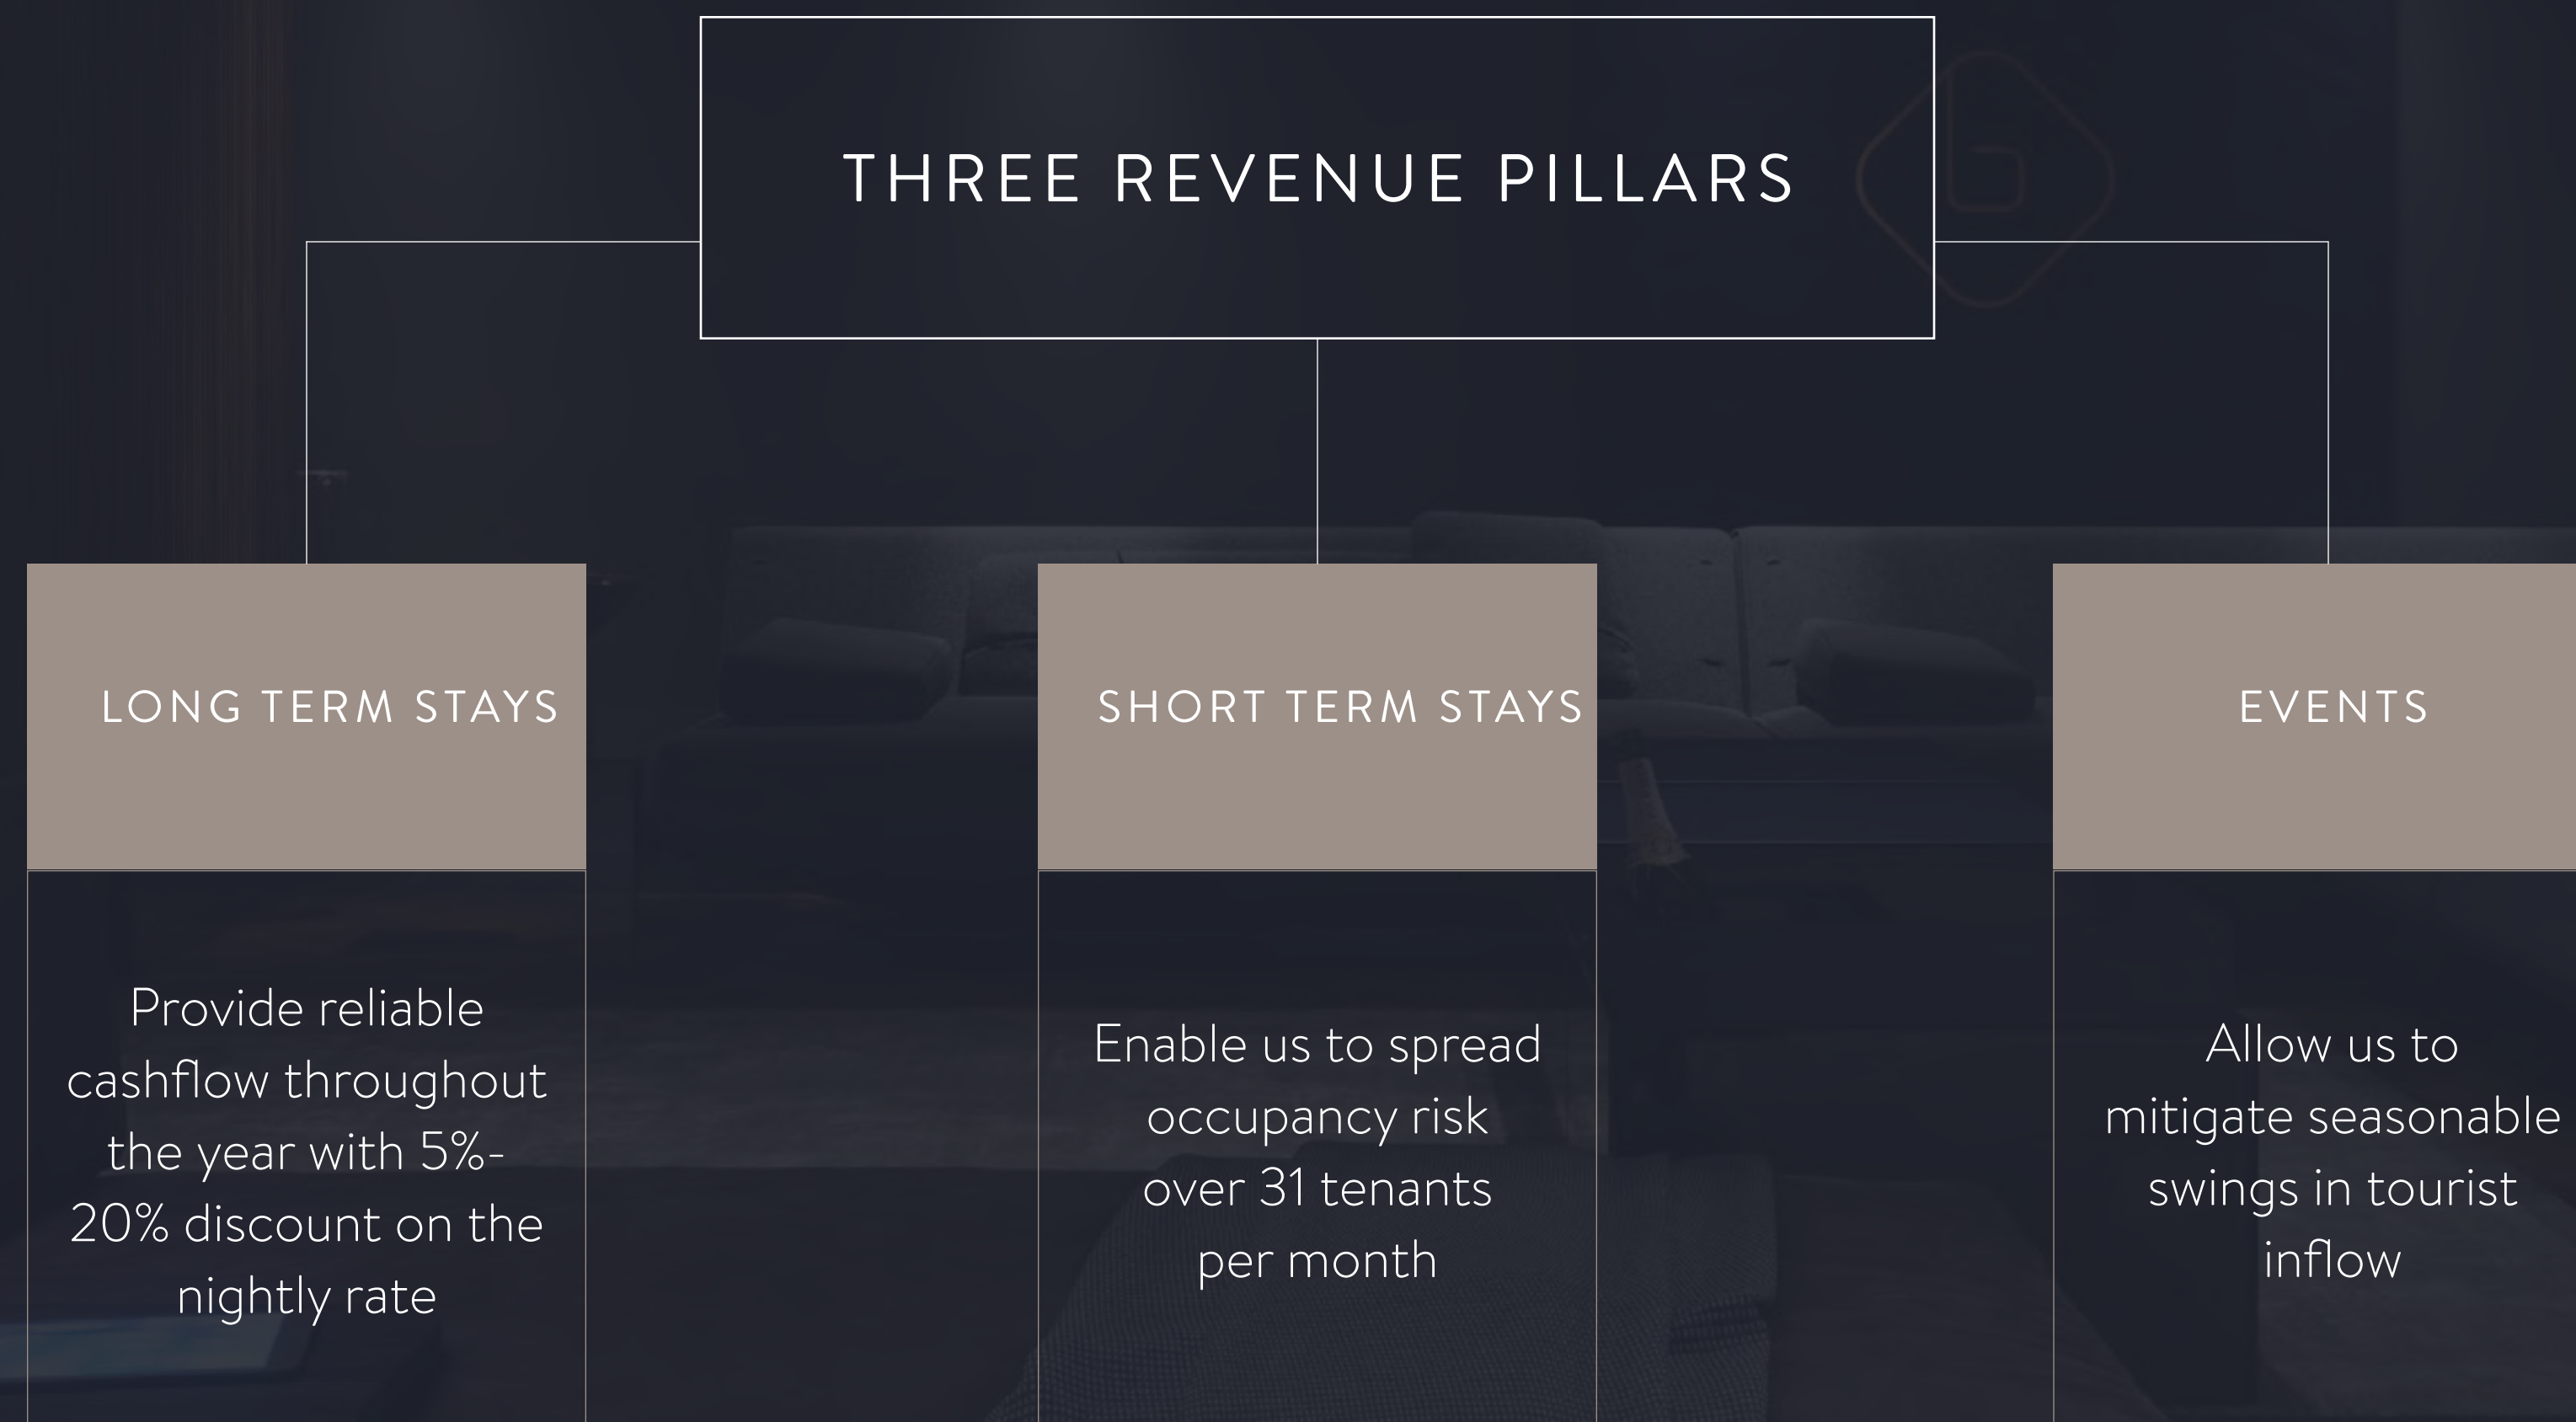 THREE REVENUE PILLARS
LONG TERM STAYS
Provide reliable
cashflow throughout
the year with 5%-
20% discount on the
nightly rate
SHORT TERM STAYS
Enable us to spread
occupancy risk
over 31 tenants
per month
EVENTS
Allow us to
mitigate seasonable
swings in tourist
inflow